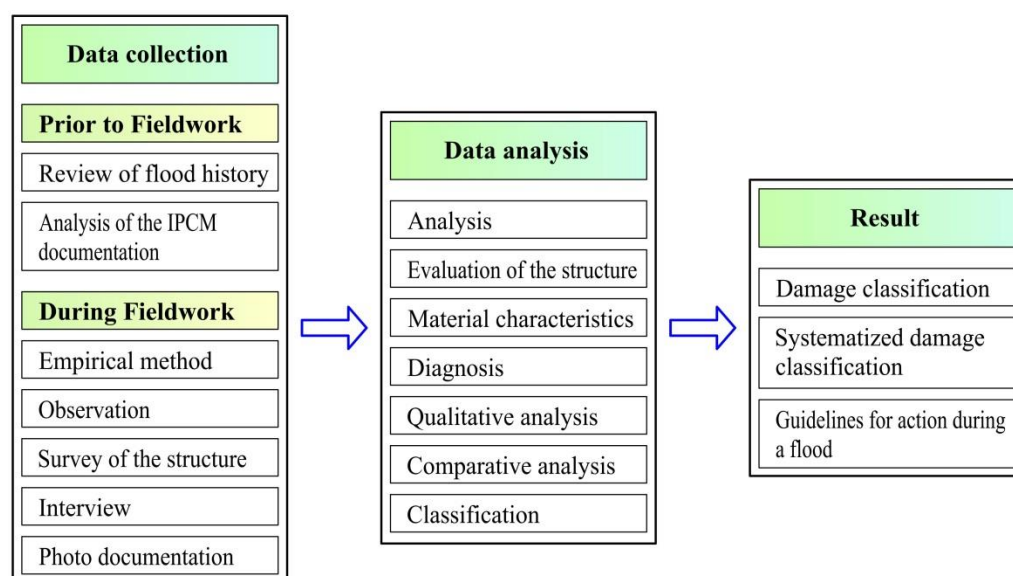 Data collection
Prior to Fieldwork
Review of flood history
Analysis of the IPCM
documentation
During Fieldwork
Empirical method
Observation
Survey of the structure
Interview
Photo documentation
Data analysis
Analysis
Evaluation of the structure
Material characteristics
Diagnosis
Qualitative analysis
Comparative analysis
Classification
Result
Damage classification
Systematized damage
classification
Guidelines for action during
a flood